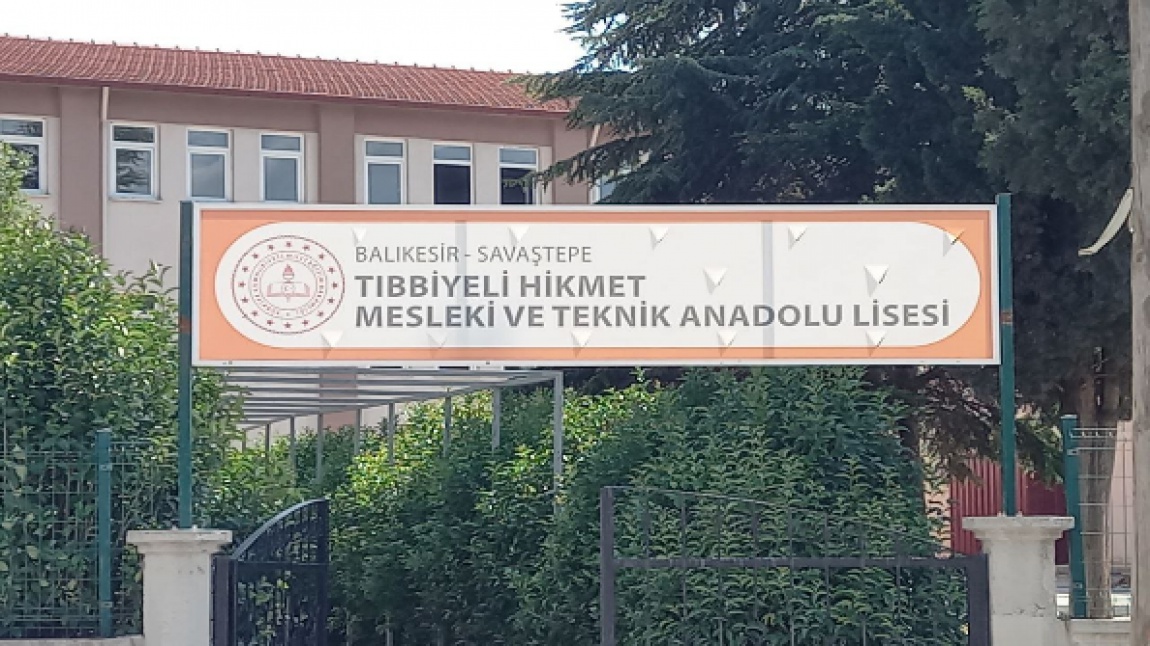 BALIKESİR - SAVAŞTEPE
TIBBİYELİ HİKMET
MESLEKİ VE TEKNİK ANADOLU LİSESİ